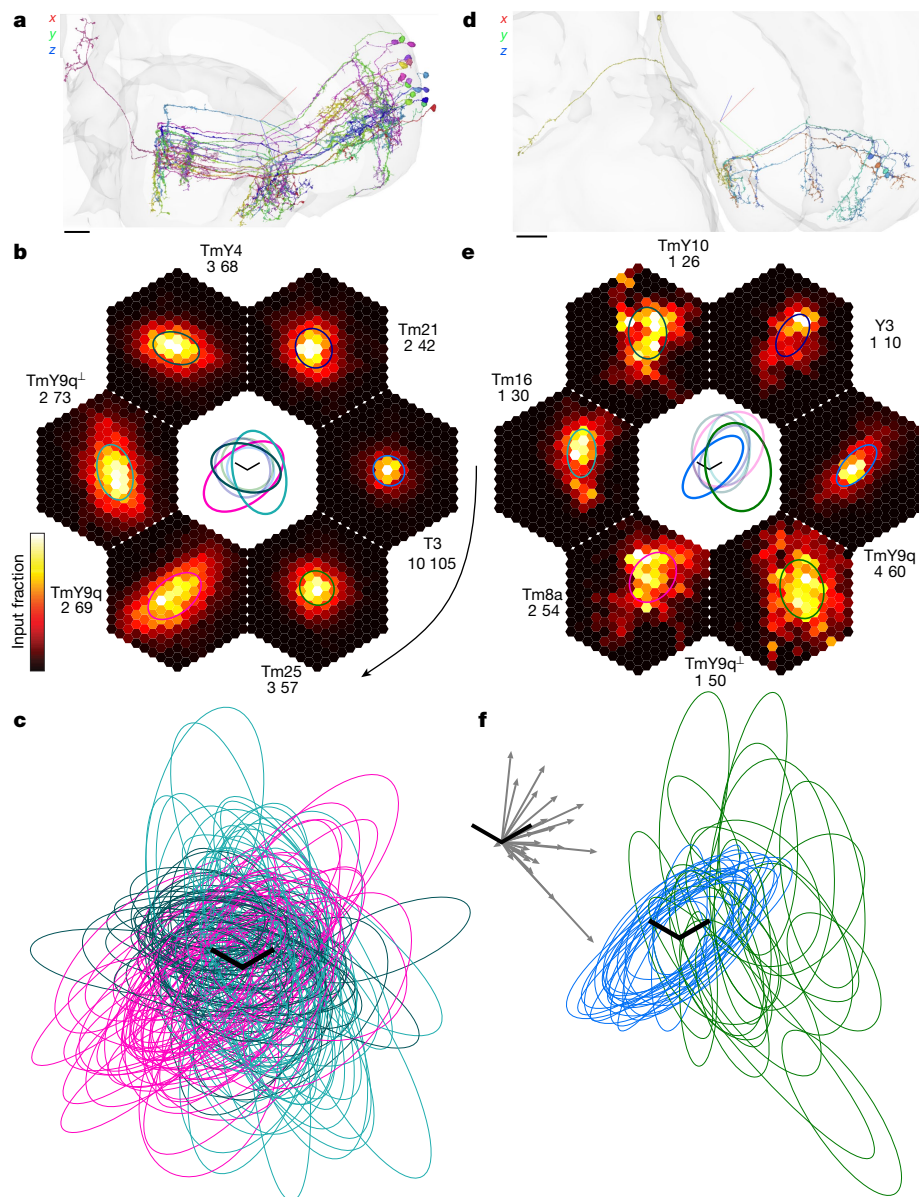 a
x
y
z
b
TmY4
3 68
Tm21
2 42
TmY9q⊥
2 73
T3
10 105
TmY9q
2 69
Tm25
3 57
Input fraction
c
d
x
y
z
e
TmY10
1 26
Y3
1 10
Tm16
1 30
TmY9q
4 60
Tm8a
2 54
TmY9q⊥
1 50
f